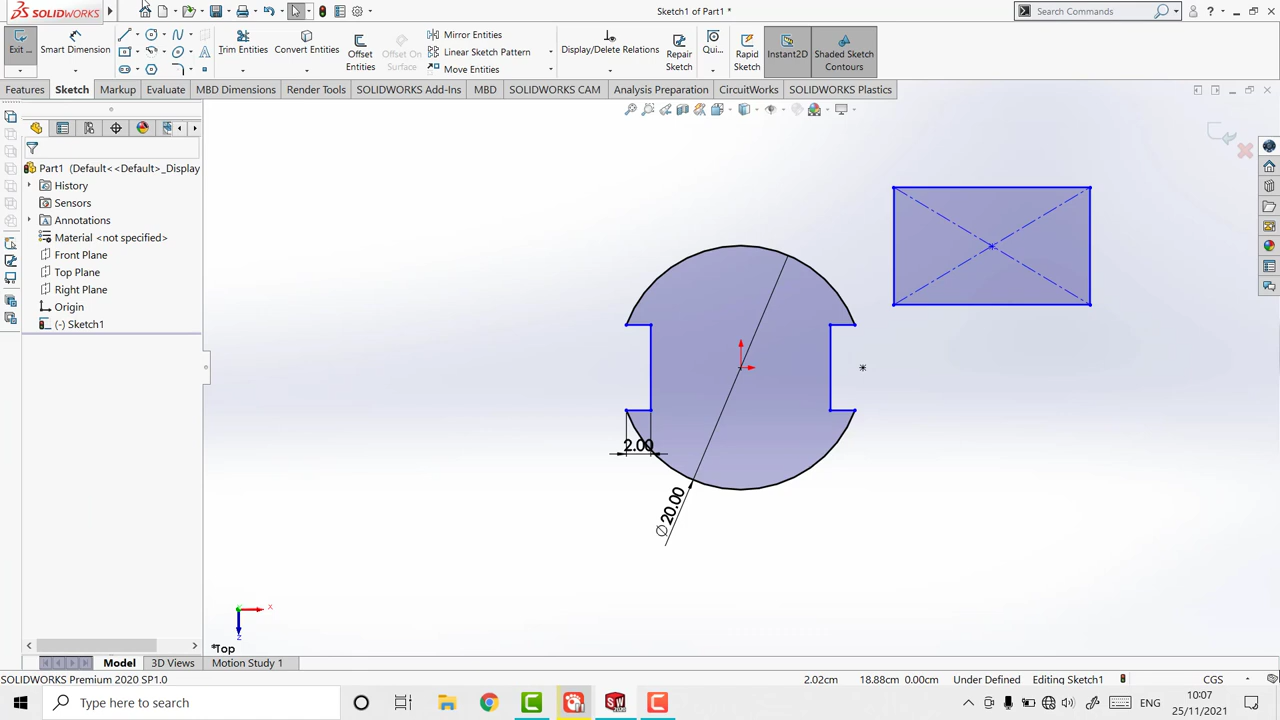 SOLIDWORKS
Sketch1 of Part1 *
Search Commands
Exit ...
Smart Dimension
Trim Entities
Convert Entities
Offset Entities
Offset On Surface
Mirror Entities
Linear Sketch Pattern
Move Entities
Display/Delete Relations
Repair Sketch
Qui...
Rapid Sketch
Instant2D
Shaded Sketch Contours
Features
Sketch
Markup
Evaluate
MBD Dimensions
Render Tools
SOLIDWORKS Add-Ins
MBD
SOLIDWORKS CAM
Analysis Preparation
CircuitWorks
SOLIDWORKS Plastics
Part1 (Default<<Default>_Display
History
Sensors
Annotations
Material <not specified>
Front Plane
Top Plane
Right Plane
Origin
(-) Sketch1
2.00
∅20.00
x
z
*Top
Model
3D Views
Motion Study 1
SOLIDWORKS Premium 2020 SP1.0
2.02cm
18.88cm
0.00cm
Under Defined
Editing Sketch1
CGS
Type here to search
ENG
10:07
25/11/2021